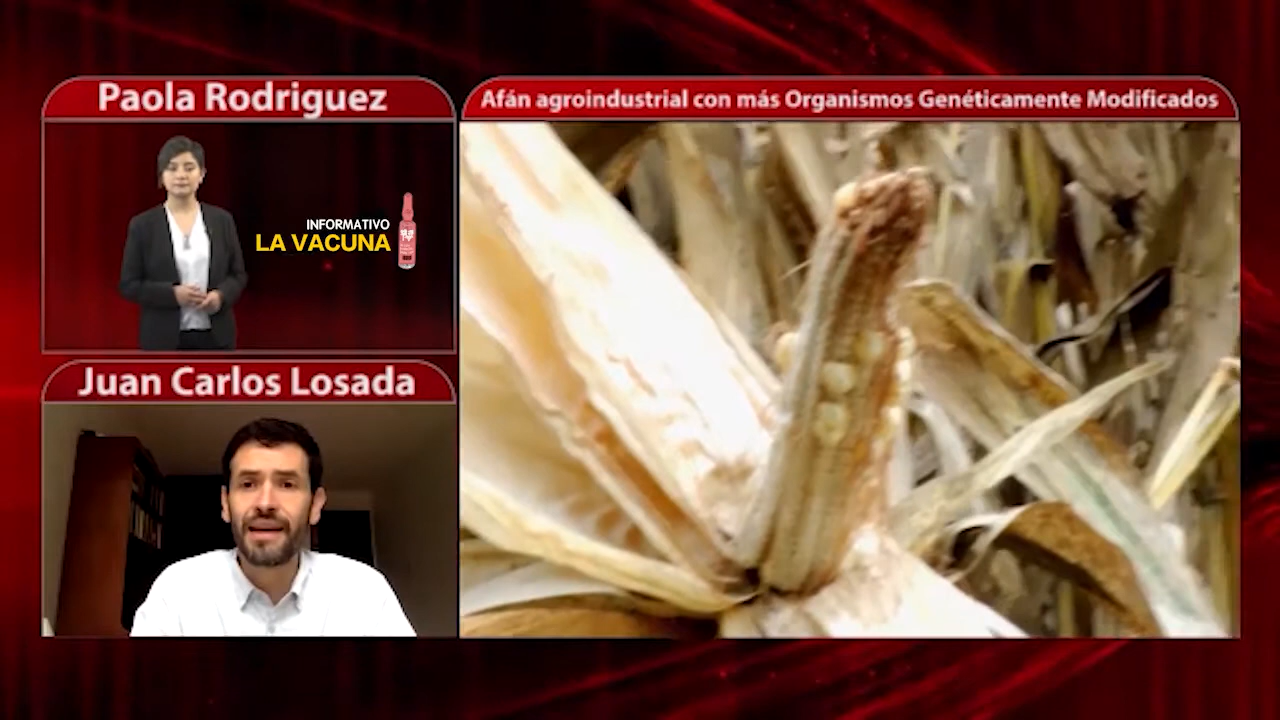 Paola Rodriguez
Afán agroindustrial con más Organismos Genéticamente Modificados
INFORMATIVO
LA VACUNA
Juan Carlos Losada